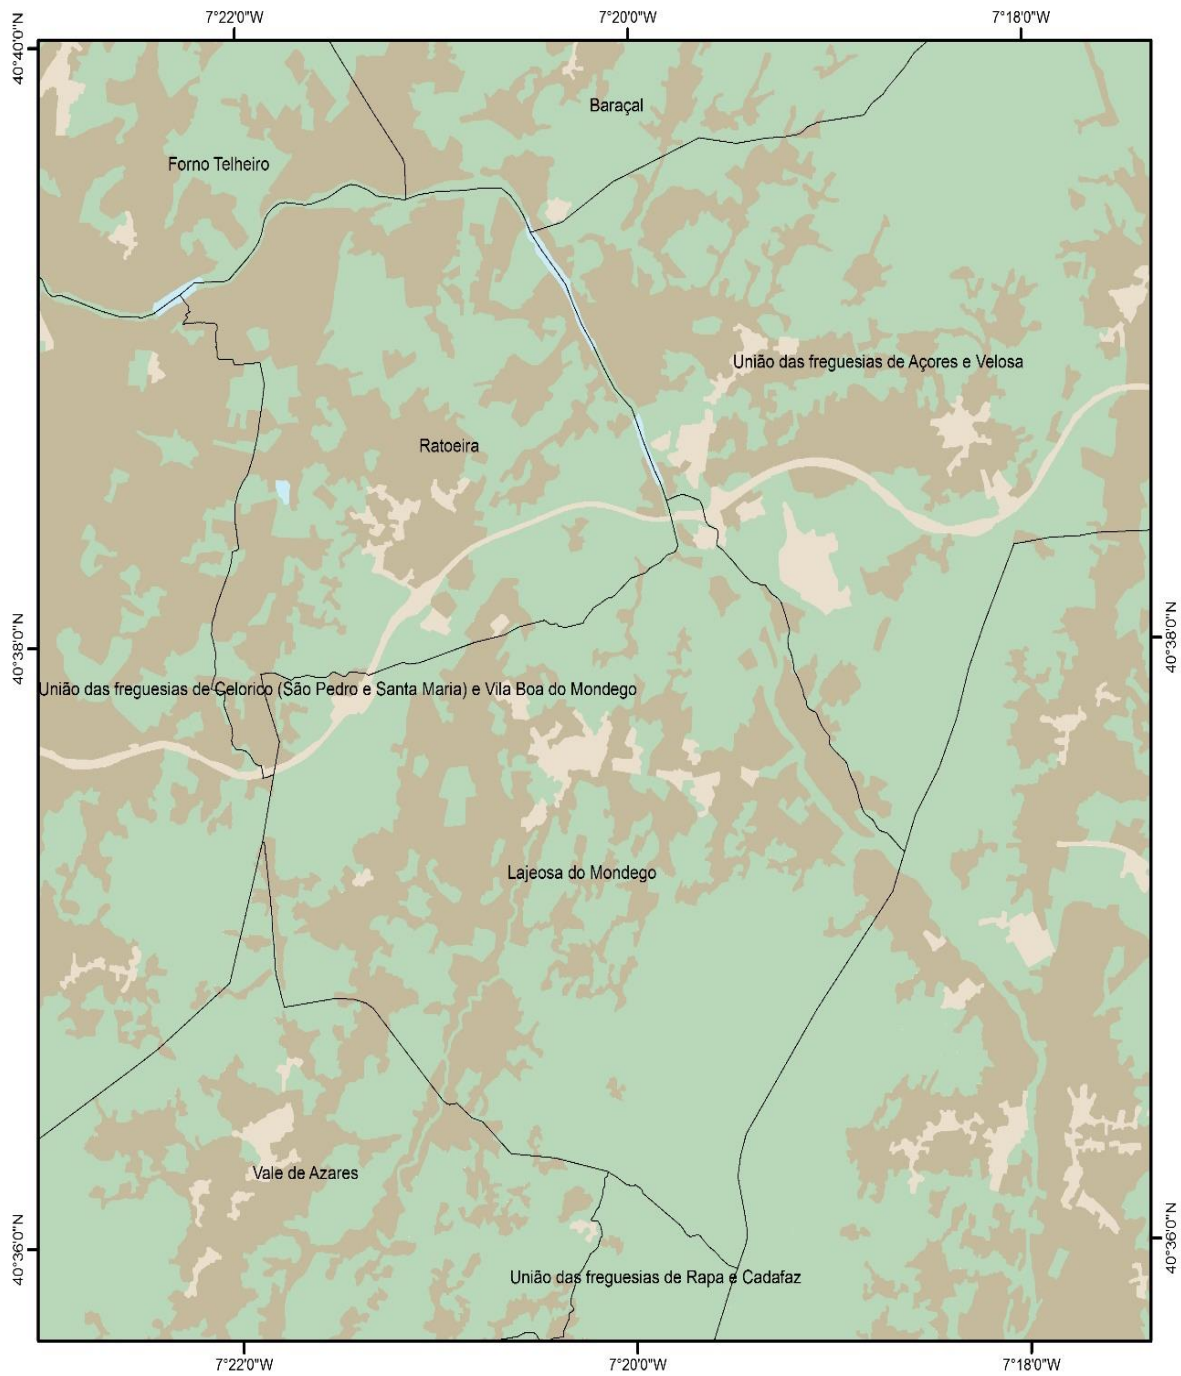 7°22'0"W
7°20'0"W
7°18'0"W
40°40'0"N
Baraçal
Forno Telheiro
União das freguesias de Açores e Velosa
Ratoeira
40°38'0"N
40°38'0"N
União das freguesias de Celorico (São Pedro e Santa Maria) e Vila Boa do Mondego
Lajeosa do Mondego
Vale de Azares
40°36'0"N
40°36'0"N
União das freguesias de Rapa e Cadafaz
7°22'0"W
7°20'0"W
7°18'0"W